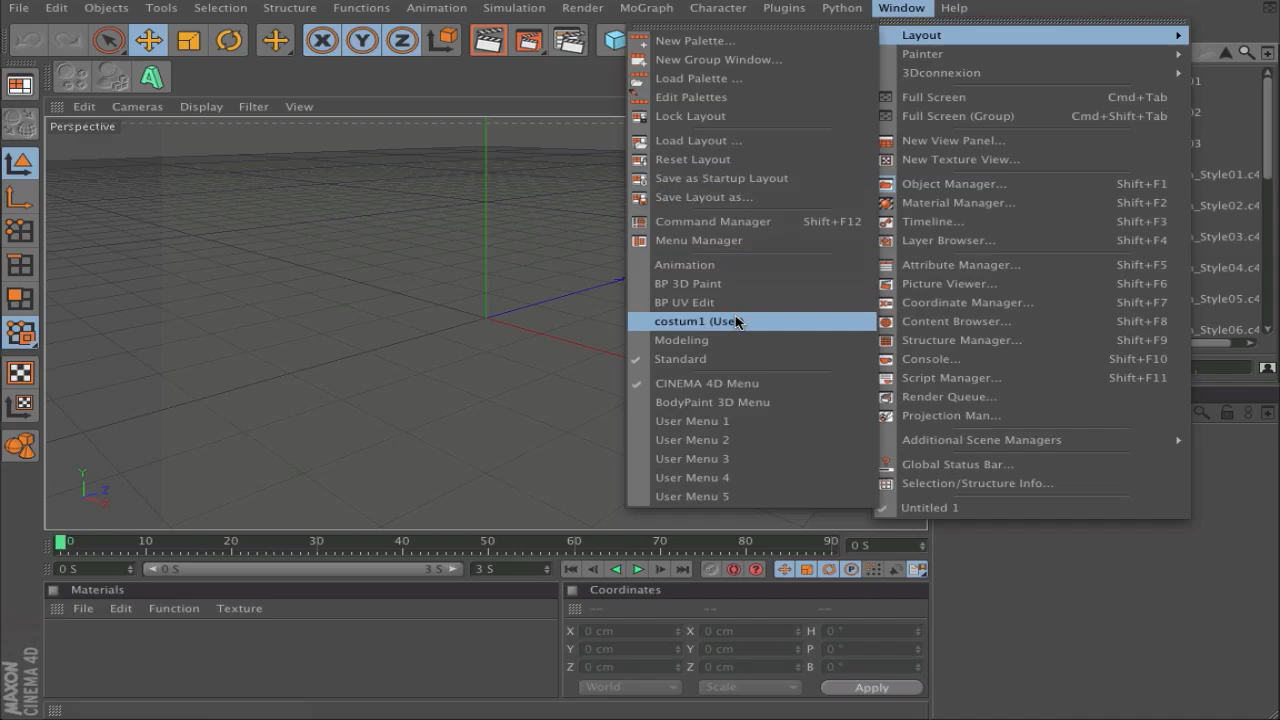 File Edit Objects Tools Selection Structure Functions Animation Simulation Render MoGraph Character Plugins Python Window Help
Edit Cameras Display Filter View
Perspective
New Palette...
New Group Window...
Load Palette ...
Edit Palettes
Lock Layout
Load Layout ...
Reset Layout
Save as Startup Layout
Save Layout as...
Command Manager Shift+F12
Menu Manager
Animation
BP 3D Paint
BP UV Edit
costum1 (Use
Modeling
Standard
CINEMA 4D Menu
BodyPaint 3D Menu
User Menu 1
User Menu 2
User Menu 3
User Menu 4
User Menu 5
Layout
Painter
3Dconnexion
Full Screen Cmd+Tab
Full Screen (Group) Cmd+Shift+Tab
New View Panel...
New Texture View...
Object Manager... Shift+F1
Material Manager... Shift+F2
Timeline... Shift+F3
Layer Browser... Shift+F4
Attribute Manager... Shift+F5
Picture Viewer... Shift+F6
Coordinate Manager... Shift+F7
Content Browser... Shift+F8
Structure Manager... Shift+F9
Console... Shift+F10
Script Manager... Shift+F11
Render Queue...
Projection Man...
Additional Scene Managers
Global Status Bar...
Selection/Structure Info...
Untitled 1
01
02
03
n_Style01.c4
n_Style02.c4
n_Style03.c4
n_Style04.c4
n_Style05.c4
n_Style06.c4
Y Z X
0 10 20 30 40 50 60 70 80 90 0 S
0 S 0 S 3 S 3 S
Materials
File Edit Function Texture
Coordinates
-- -- --
X 0 cm X 0 cm H 0 °
Y 0 cm Y 0 cm P 0 °
Z 0 cm Z 0 cm B 0 °
World Scale Apply
MAXON
CINEMA 4D